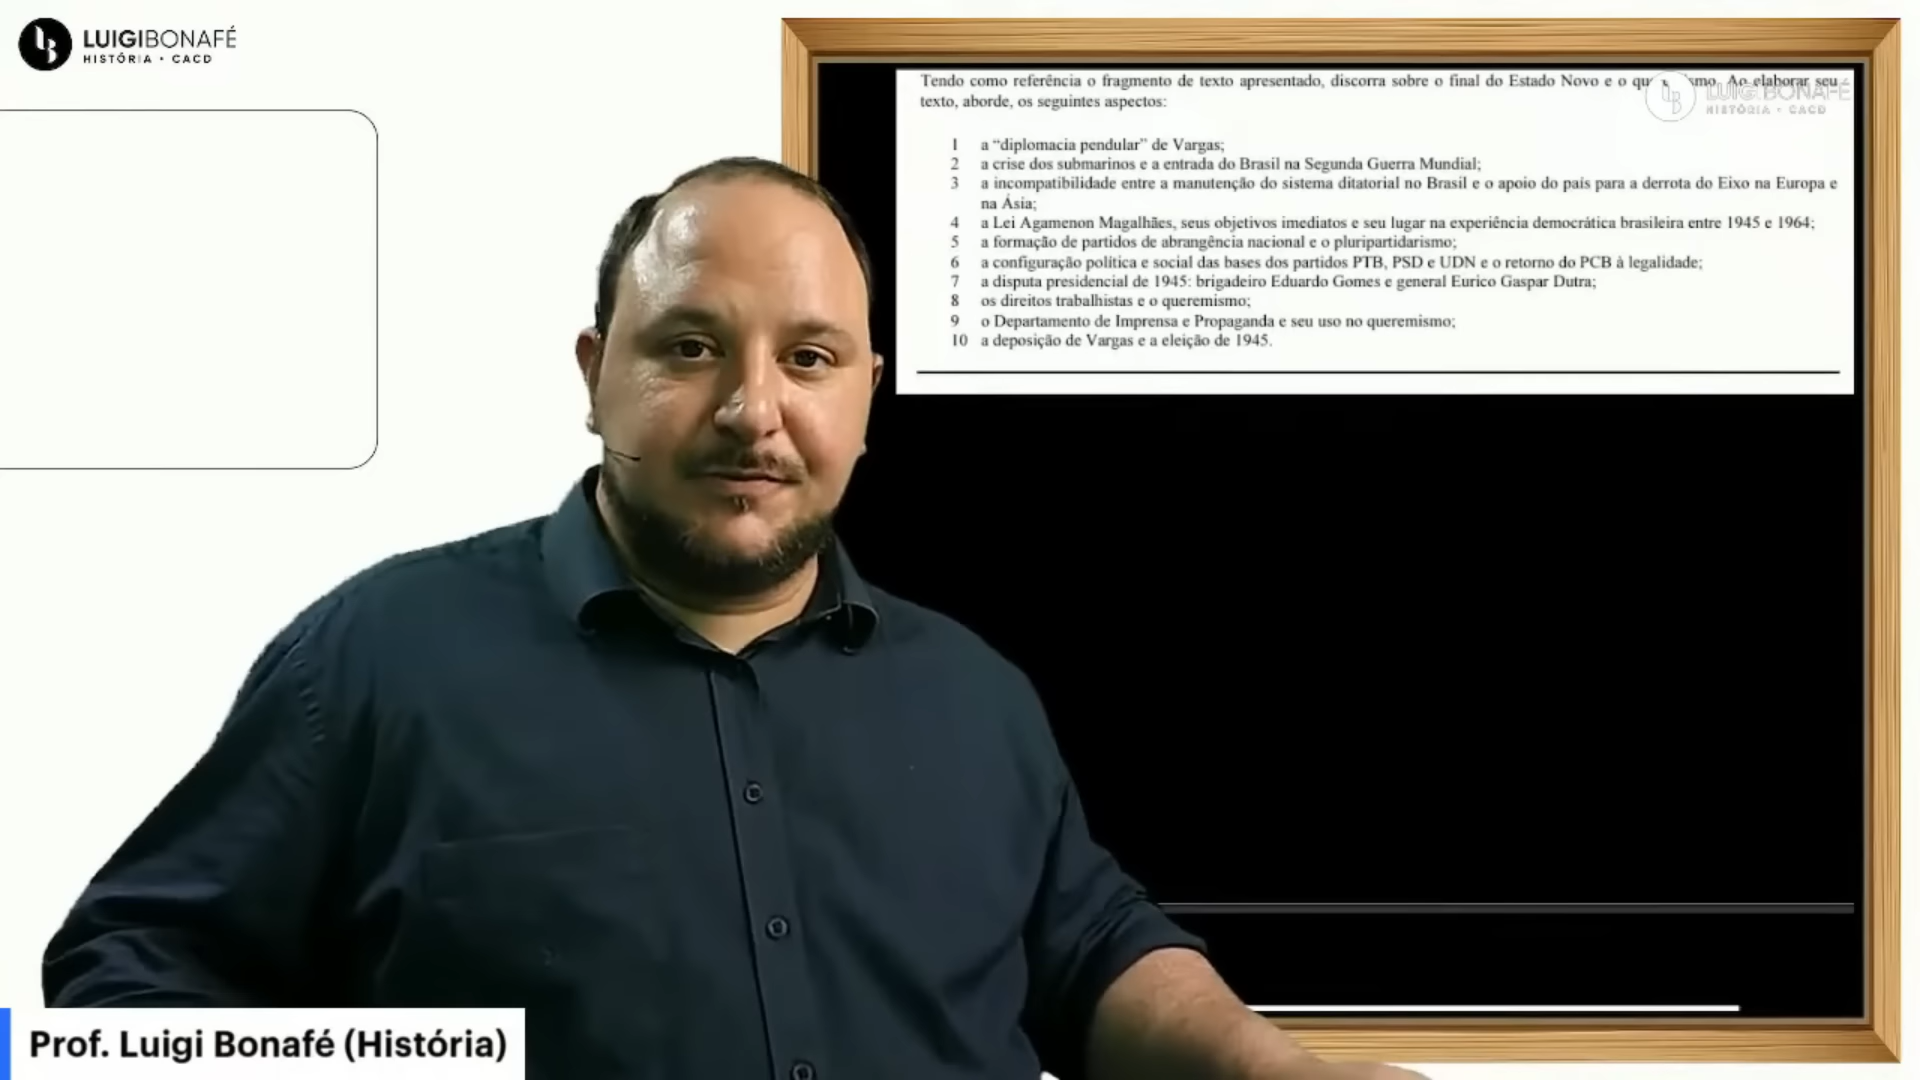 LUIGIBONAFÉ
HISTÓRIA • CACD
Tendo como referência o fragmento de texto apresentado, discorra sobre o final do Estado Novo e o Ao elaborar seu
texto, aborde, os seguintes aspectos:
LUIGIBONAFÉ
HISTÓRIA • CACD
1 a “diplomacia pendular” de Vargas;
2 a crise dos submarinos e a entrada do Brasil na Segunda Guerra Mundial;
3 a incompatibilidade entre a manutenção do sistema ditatorial no Brasil e o apoio do país para a derrota do Eixo na Europa e
na Ásia;
4 a Lei Agamenon Magalhães, seus objetivos imediatos e seu lugar na experiência democrática brasileira entre 1945 e 1964;
5 a formação de partidos de abrangência nacional e o pluripartidarismo;
6 a configuração política e social das bases dos partidos PTB, PSD e UDN e o retorno do PCB à legalidade;
7 a disputa presidencial de 1945: brigadeiro Eduardo Gomes e general Eurico Gaspar Dutra;
8 os direitos trabalhistas e o queremismo;
9 o Departamento de Imprensa e Propaganda e seu uso no queremismo;
10 a deposição de Vargas e a eleição de 1945.
Prof. Luigi Bonafé (História)